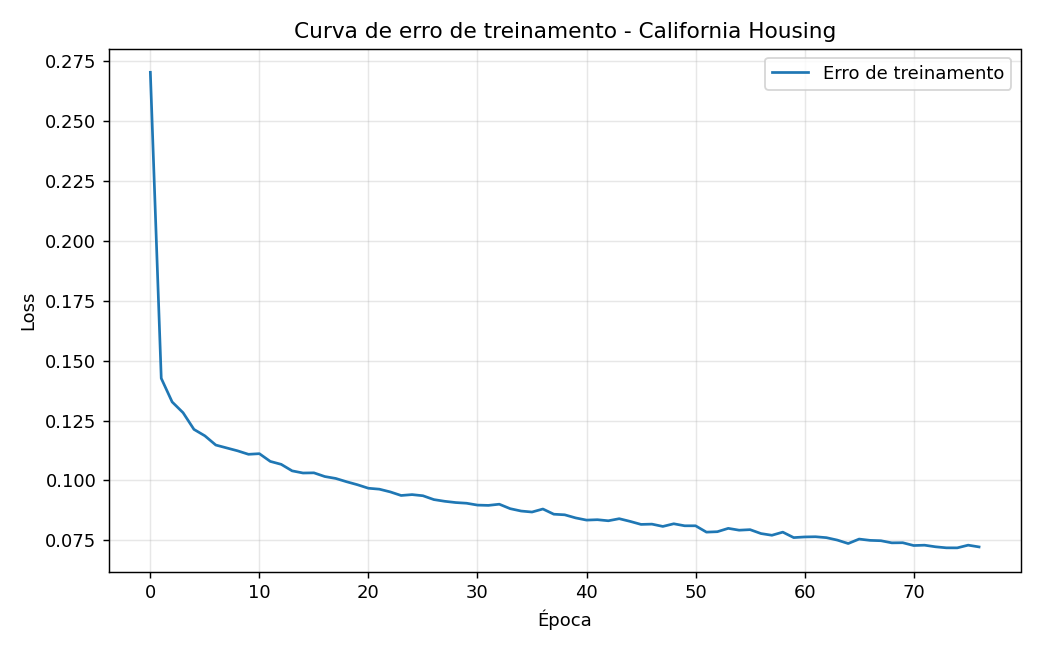 Curva de erro de treinamento - California Housing
Erro de treinamento
Loss
0.275
0.250
0.225
0.200
0.175
0.150
0.125
0.100
0.075
0 10 20 30 40 50 60 70
Época